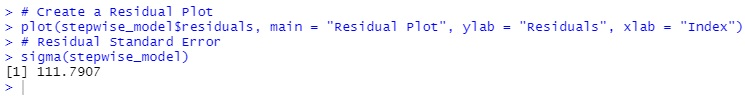 > # Create a Residual Plot
> plot(stepwise_model$residuals, main = "Residual Plot", ylab = "Residuals", xlab = "Index")
> # Residual Standard Error
> sigma(stepwise_model)
[1] 111.7907
>